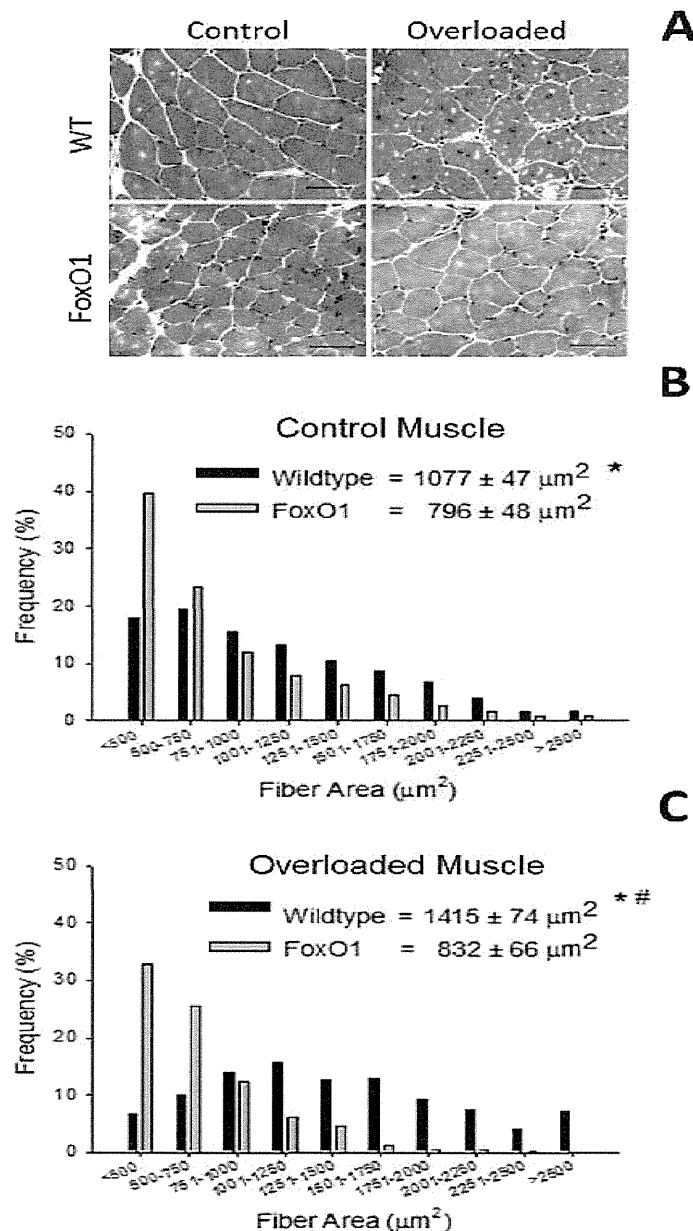 A
Control Overloaded
WT
FoxO1
B
Control Muscle
Wildtype = 1077 ± 47 µm² *
FoxO1 = 796 ± 48 µm²
Frequency (%)
50
40
30
20
10
0
<500 500-750 751-1000 1001-1250 1251-1500 1501-1750 1751-2000 2001-2250 2251-2500 >2500
Fiber Area (µm²)
C
Overloaded Muscle
Wildtype = 1415 ± 74 µm² * #
FoxO1 = 832 ± 66 µm²
Frequency (%)
50
40
30
20
10
0
<500 500-750 751-1000 1001-1250 1251-1500 1501-1750 1751-2000 2001-2250 2251-2500 >2500
Fiber Area (µm²)